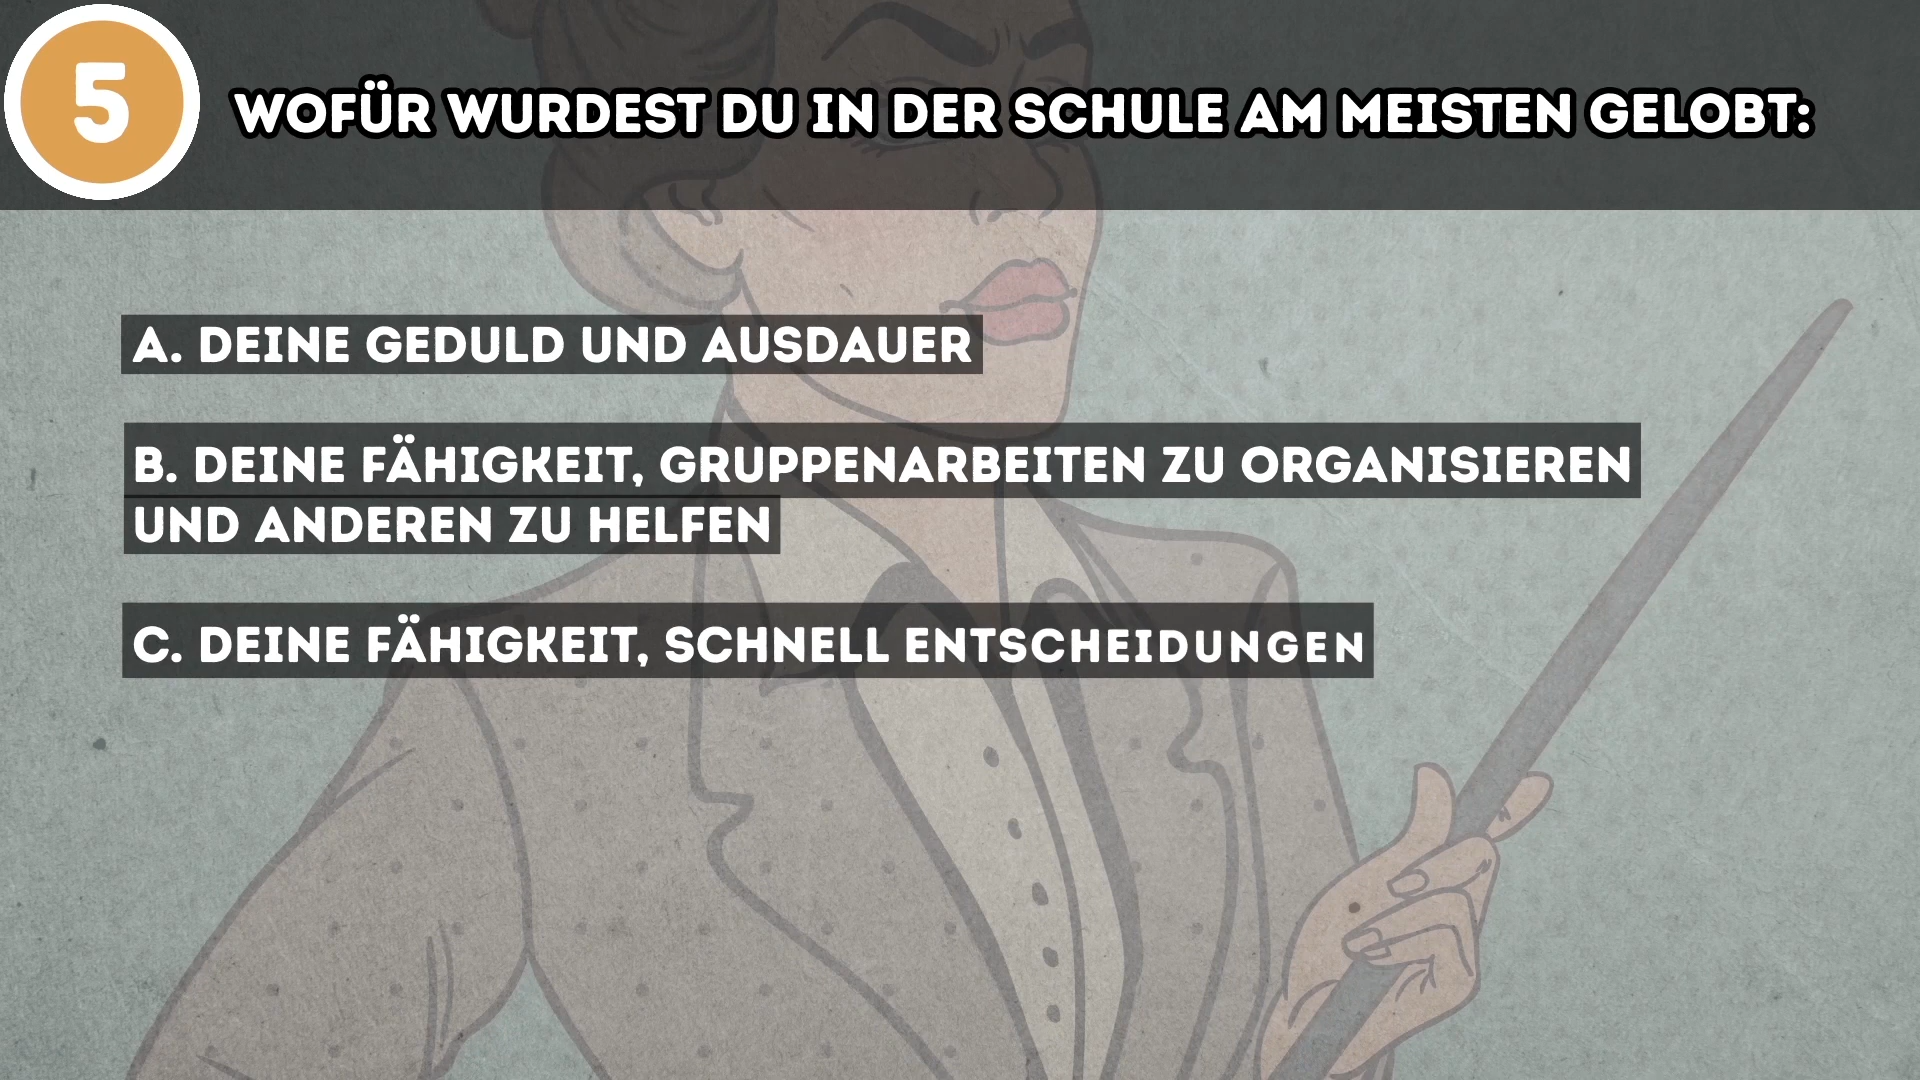 5
WOFÜR WURDEST DU IN DER SCHULE AM MEISTEN GELOBT:
A. DEINE GEDULD UND AUSDAUER
B. DEINE FÄHIGKEIT, GRUPPENARBEITEN ZU ORGANISIEREN
UND ANDEREN ZU HELFEN
C. DEINE FÄHIGKEIT, SCHNELL ENTSCHEIDUNGEN